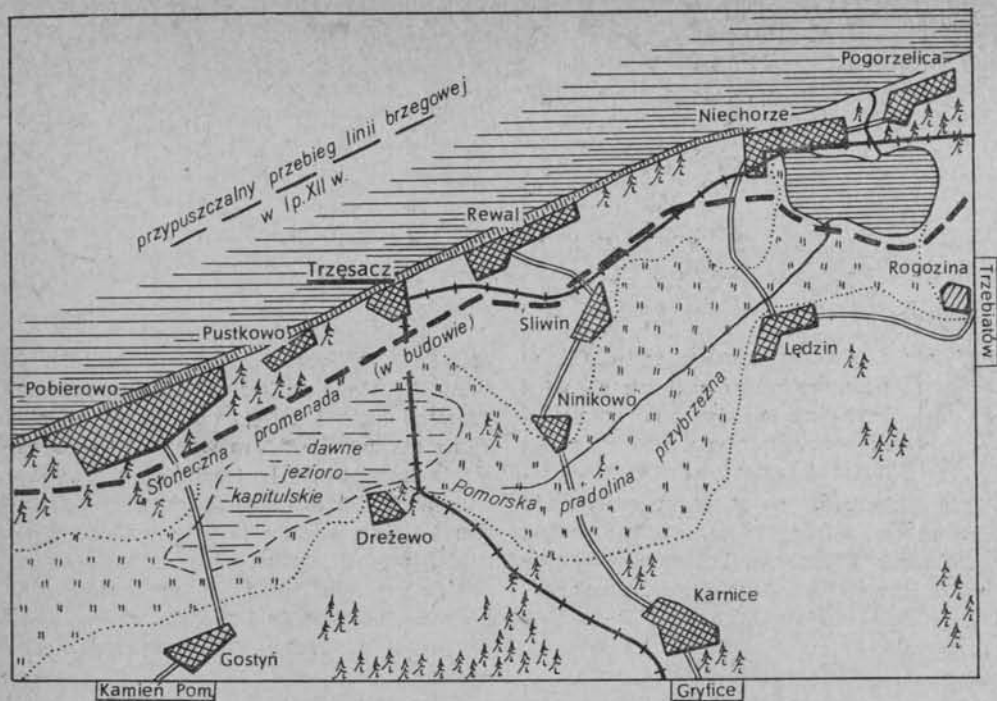 Pogorzelica
Niechorze
przypuszczalny przebieg linii brzegowej
w I p. XII w.
Rewal
Trzęsacz
Rogozina
Trzebiatów
Śliwin
Pustkowo
Lędzin
Pobierowo
Słoneczna promenada (w budowie)
Ninikowo
dawne
jezioro
kapitulskie
Pomorska pradolina przybrzeżna
Dreżewo
Karnice
Gostyń
Kamień Pom.
Gryfice